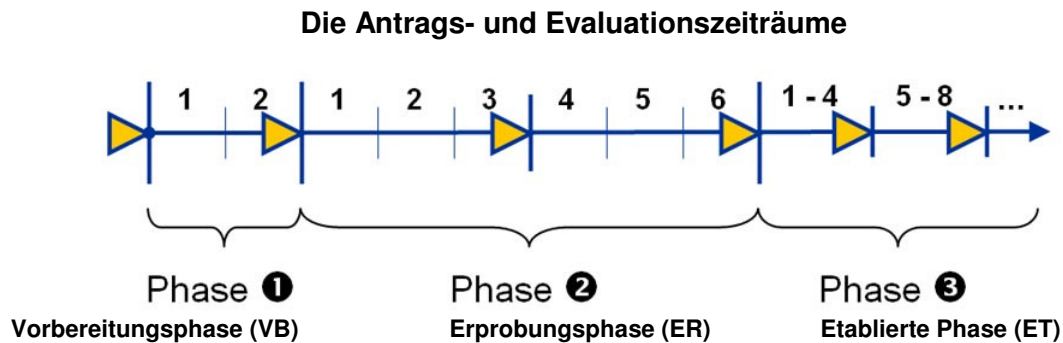 Die Antrags- und Evaluationszeiträume
1 2 1 2 3 4 5 6 1 - 4 5 - 8 ...
Phase ❶ Phase ❷ Phase ❸
Vorbereitungsphase (VB) Erprobungsphase (ER) Etablierte Phase (ET)